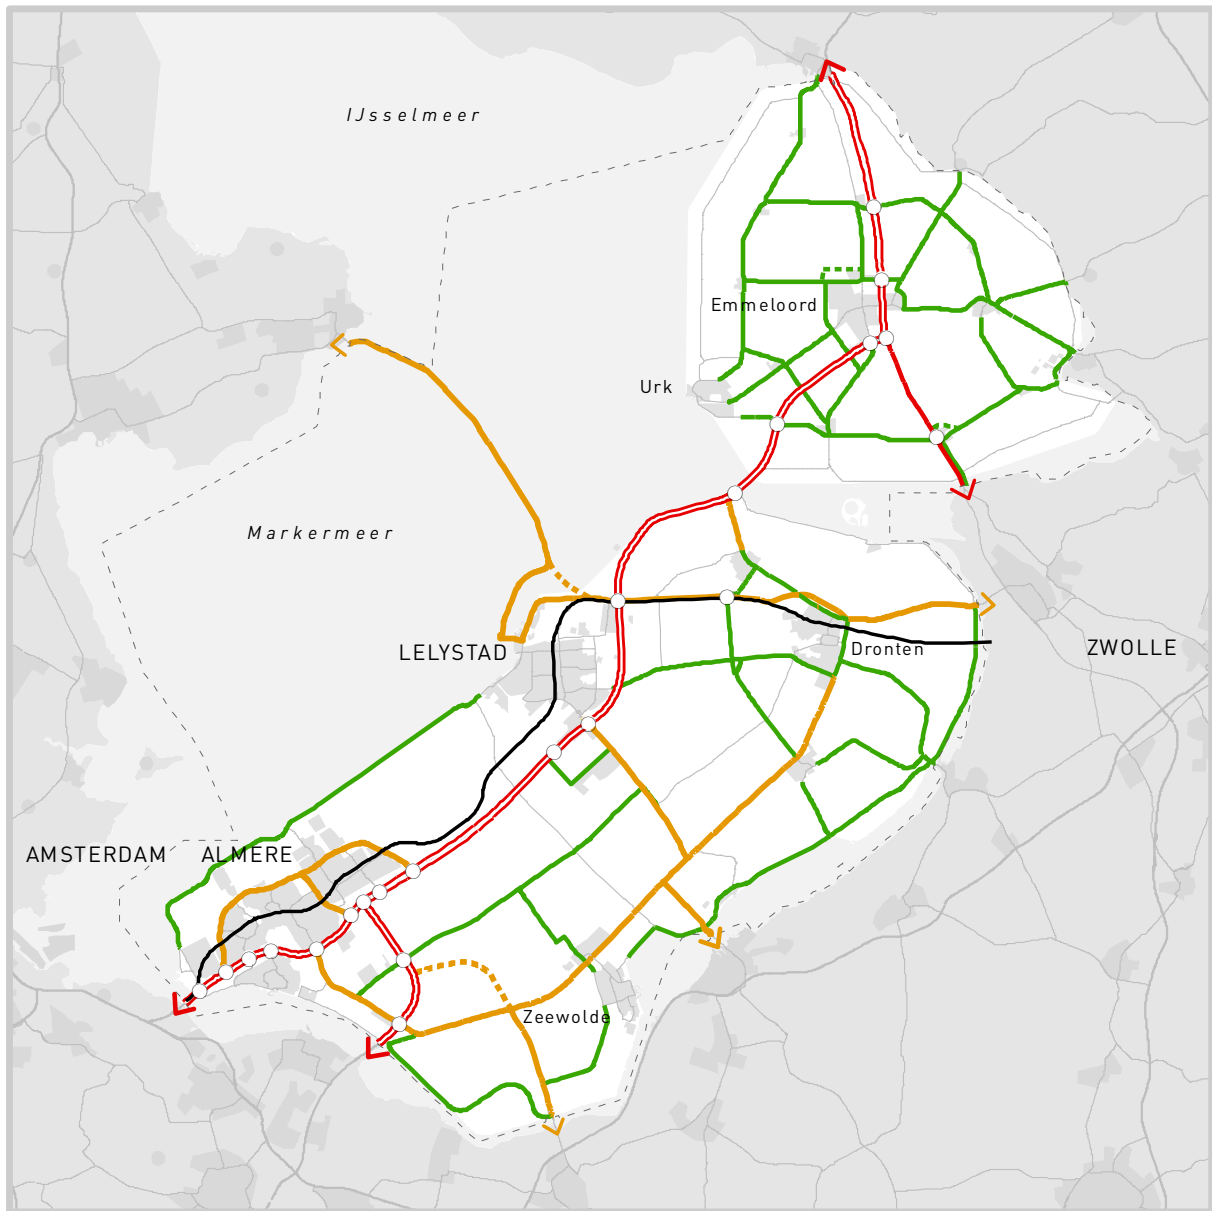 IJsselmeer
Emmeloord
Urk
Markermeer
LELYSTAD
Dronten
ZWOLLE
AMSTERDAM
ALMERE
Zeewolde